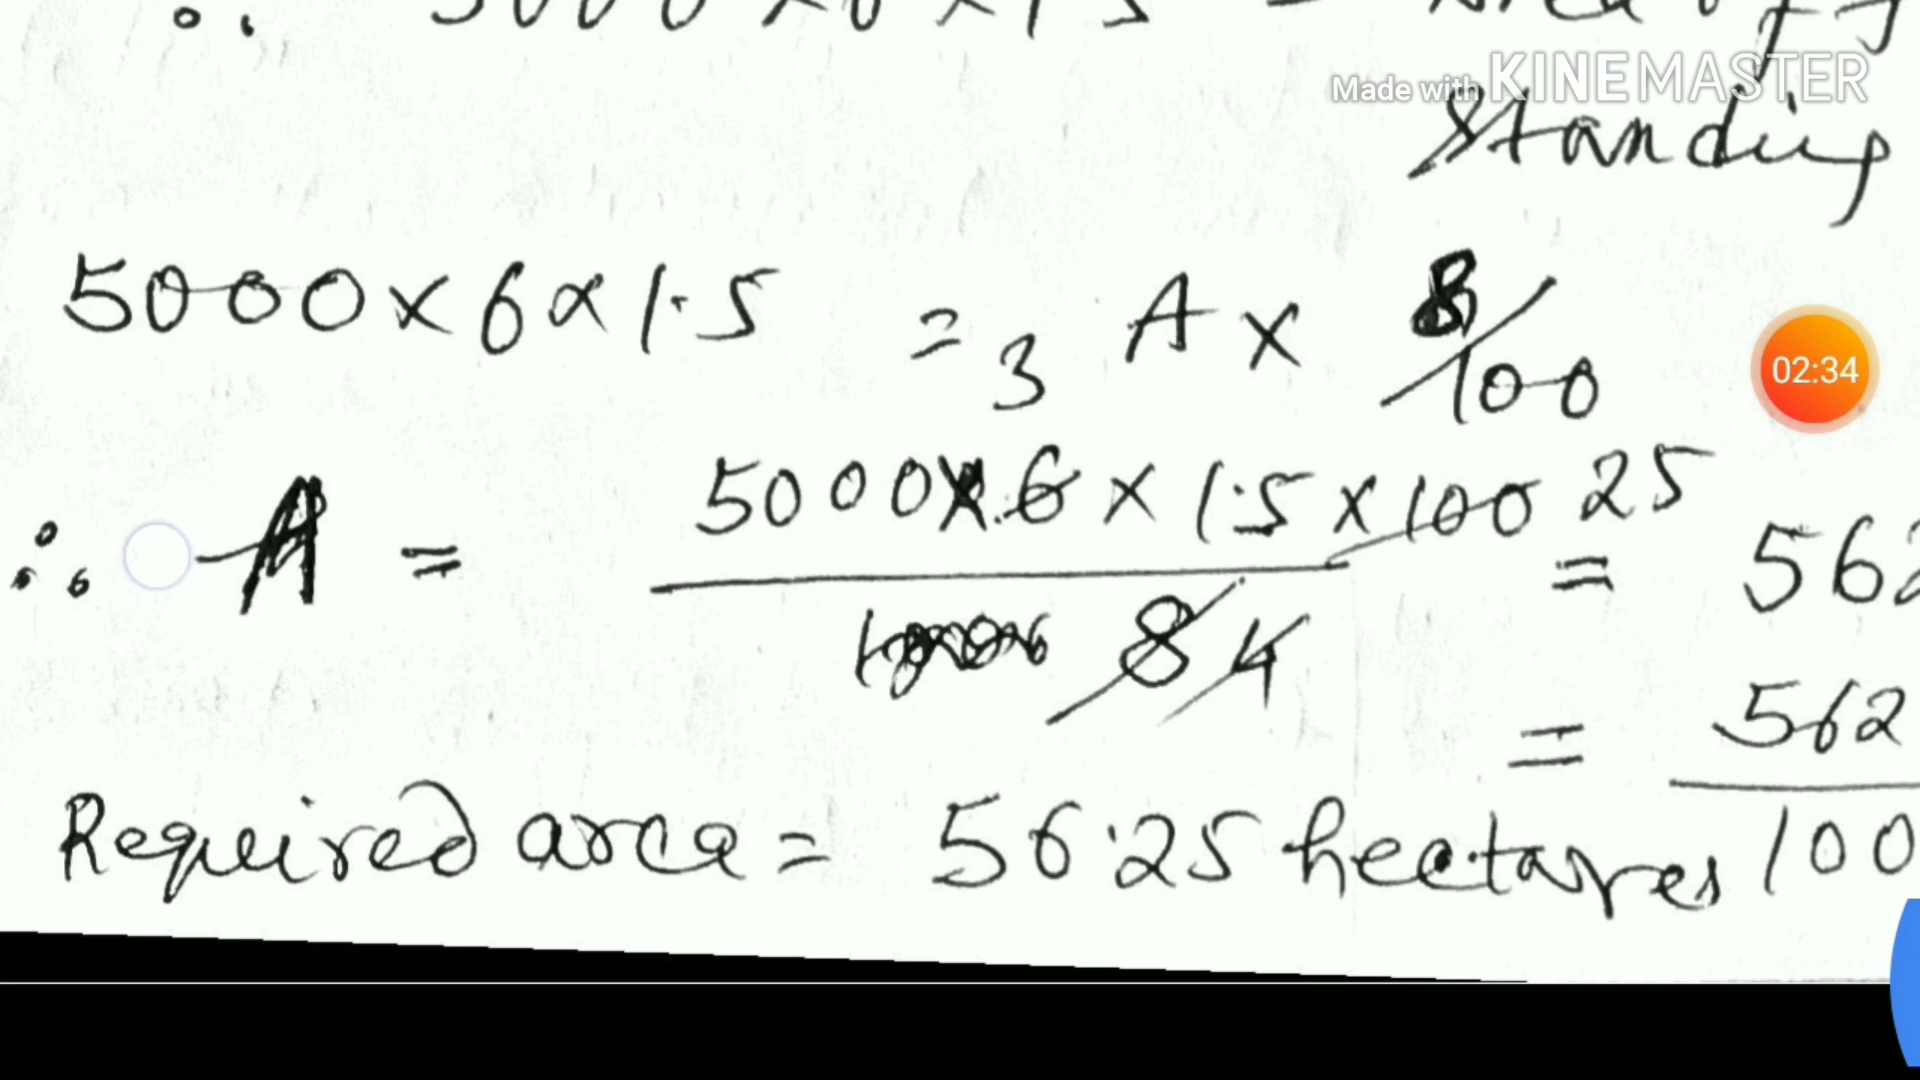 Made with KINEMASTER
standing
5000 x 6 x 1.5 = A x 8/100
02:34
3
∴ A = 5000 x 6 x 1.5 x 100 25
8 4
= 562
= 562
100
Required area = 56.25 hectares